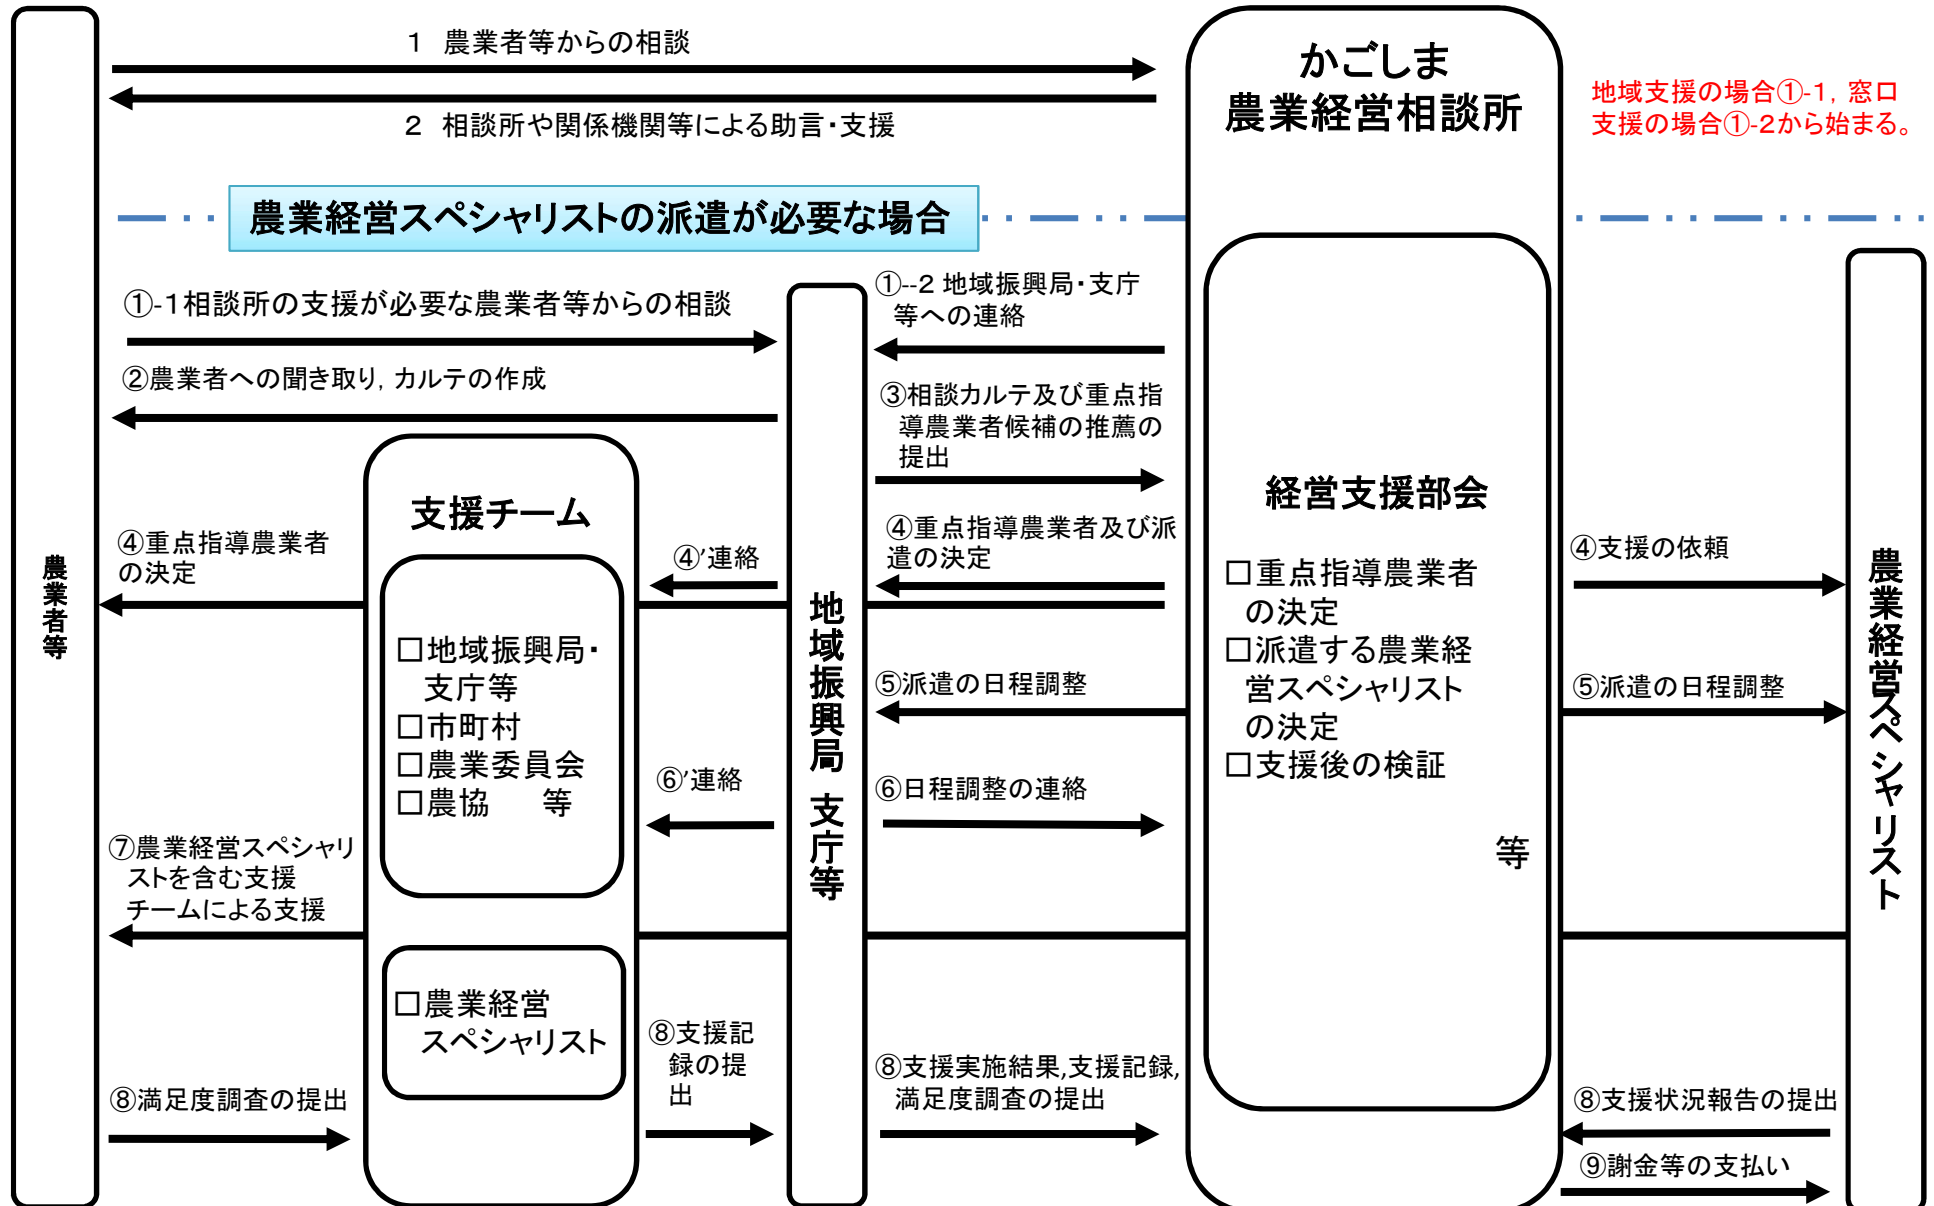 1　農業者等からの相談
2　相談所や関係機関等による助言・支援
かごしま
農業経営相談所
地域支援の場合①-1，窓口
支援の場合①-2から始まる。
農業経営スペシャリストの派遣が必要な場合
①-1相談所の支援が必要な農業者等からの相談
①--2 地域振興局・支庁
等への連絡
②農業者への聞き取り，カルテの作成
③相談カルテ及び重点指
導農業者候補の推薦の
提出
農業者等
支援チーム
□地域振興局・
支庁等
□市町村
□農業委員会
□農協　　等
□農業経営
スペシャリスト
地域振興局　支庁等
経営支援部会
□重点指導農業者
の決定
□派遣する農業経
営スペシャリスト
の決定
□支援後の検証
等
農業経営スペシャリスト
④重点指導農業者
の決定
④’連絡
④重点指導農業者及び派
遣の決定
④支援の依頼
⑤派遣の日程調整
⑤派遣の日程調整
⑥’連絡
⑥日程調整の連絡
⑦農業経営スペシャリ
ストを含む支援
チームによる支援
⑧満足度調査の提出
⑧支援記
録の提
出
⑧支援実施結果,支援記録,
満足度調査の提出
⑧支援状況報告の提出
⑨謝金等の支払い